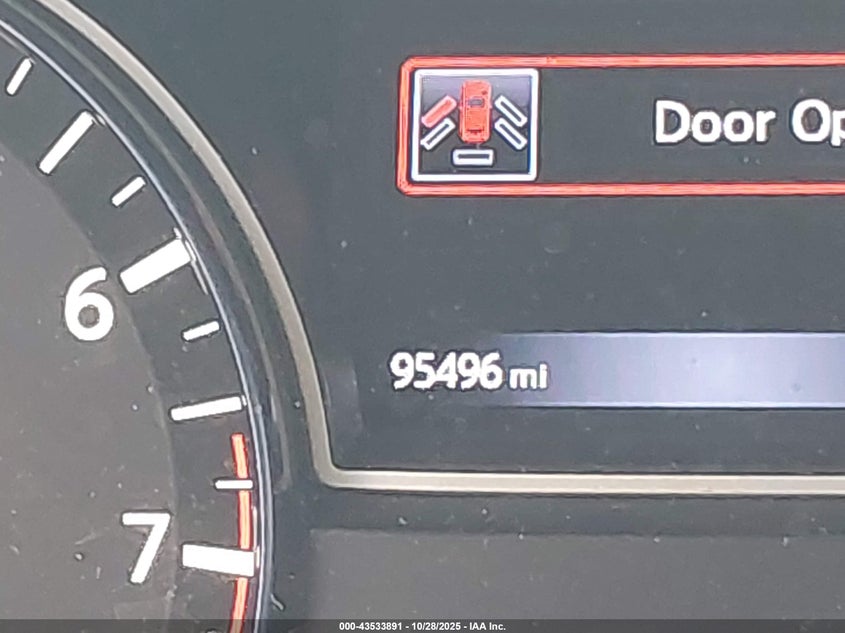 Door Op
6
95496 mi
7
000-43533891 - 10/28/2025 - IAA Inc.